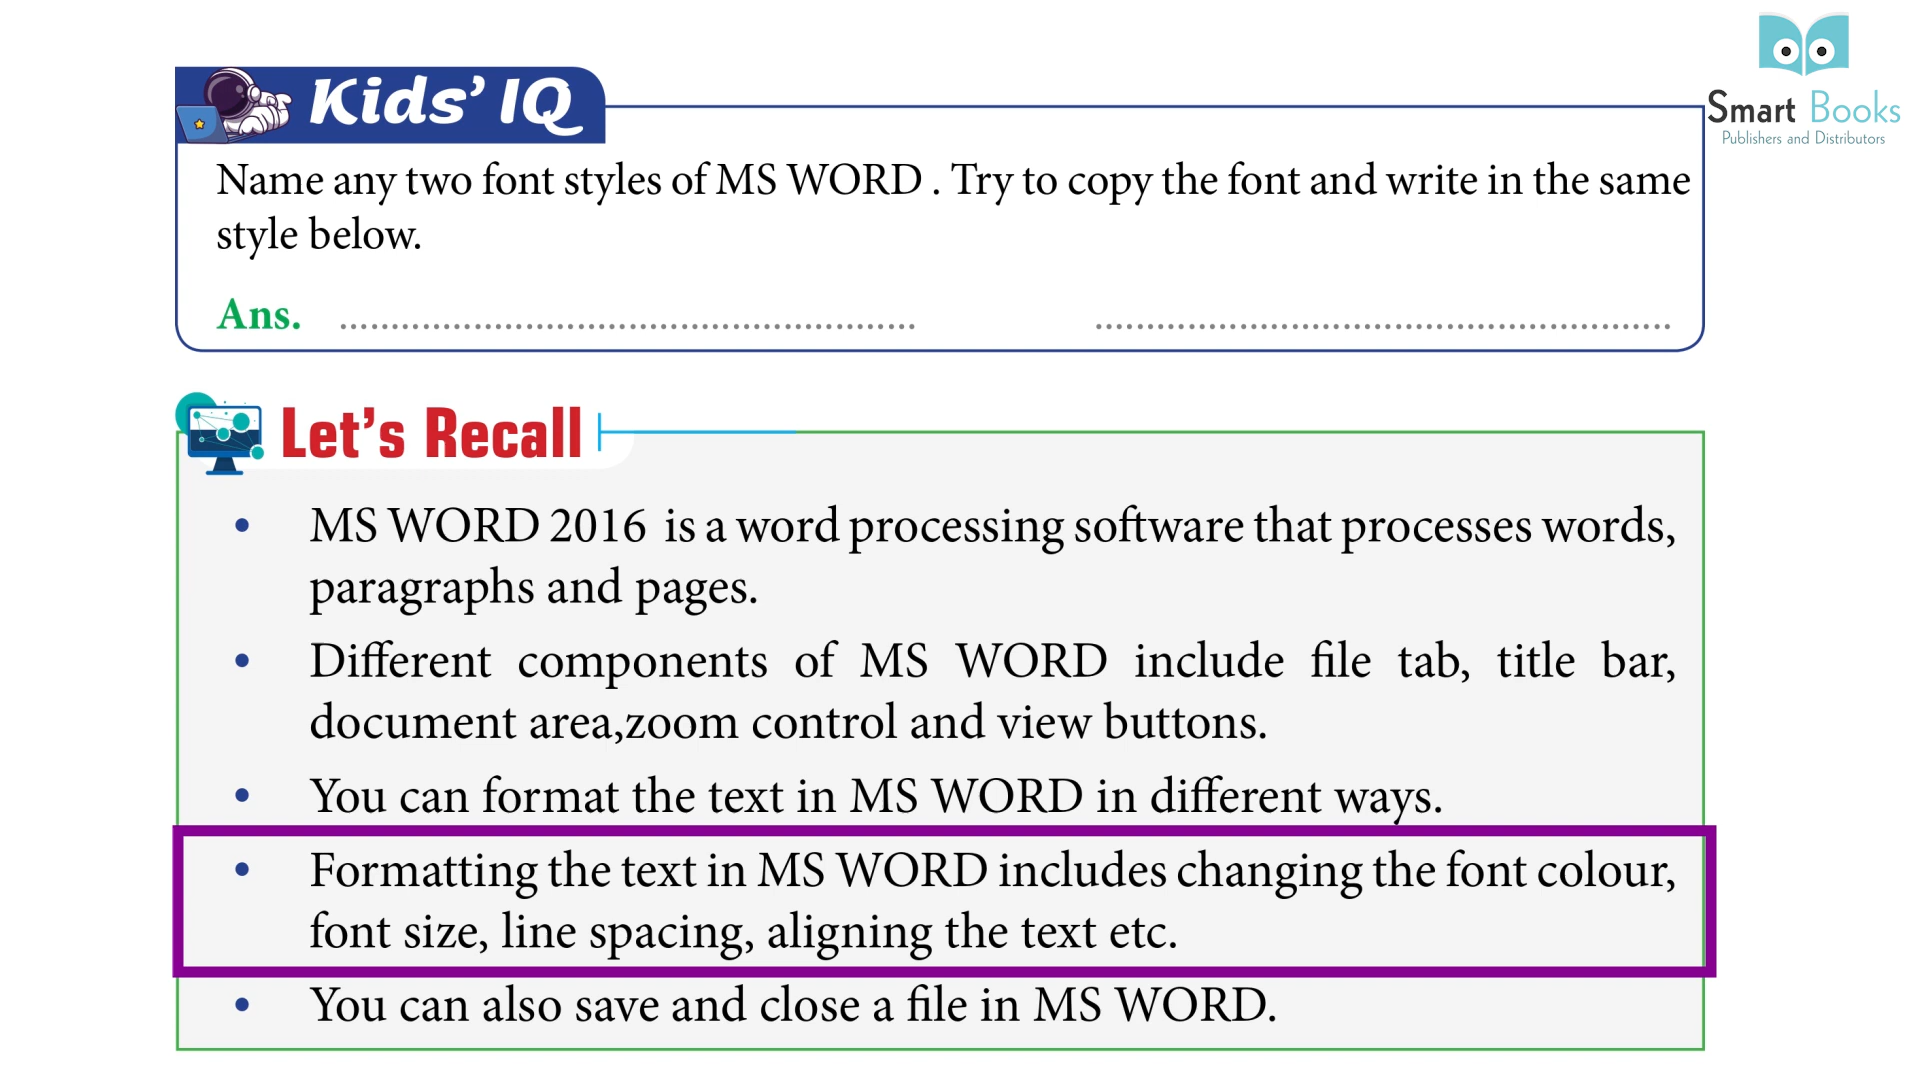 Smart Books
Publishers and Distributors
Kids' IQ
Name any two font styles of MS WORD . Try to copy the font and write in the same
style below.
Ans. ........................................................ ........................................................
Let's Recall
• MS WORD 2016 is a word processing software that processes words,
paragraphs and pages.
• Different components of MS WORD include file tab, title bar,
document area,zoom control and view buttons.
• You can format the text in MS WORD in different ways.
• Formatting the text in MS WORD includes changing the font colour,
font size, line spacing, aligning the text etc.
• You can also save and close a file in MS WORD.